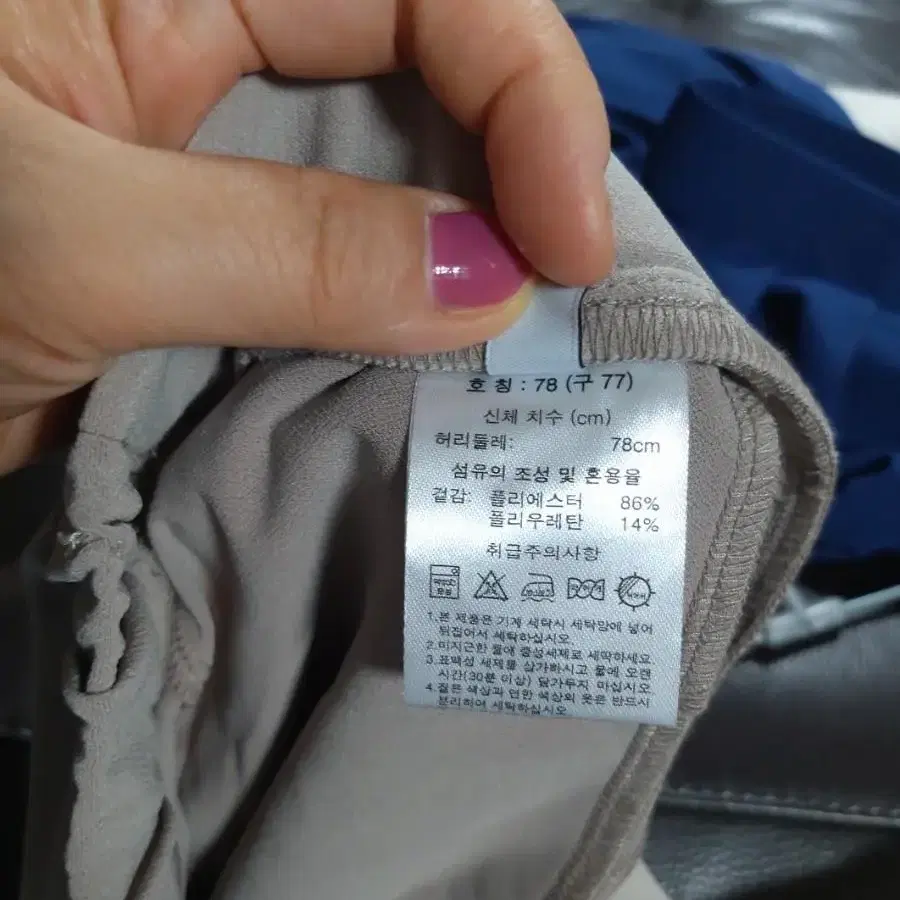 호 칭 : 78 (구 77)
신체 치수 (cm)
허리둘레: 78cm
섬유의 조성 및 혼용율
겉감: 폴리에스터 86%
폴리우레탄 14%
취급주의사항
1.본 제품은 기계 세탁시 세탁망에 넣어
뒤집어서 세탁하십시오.
2.미지근한 물에 중성세제로 세탁하세요.
3.표백성 세제를 삼가하시고 물에 오랜
시간(30분 이상) 담가두지 마십시오.
4.짙은 색상과 연한 색상의 옷은 반드시
분리하여 세탁하십시오.